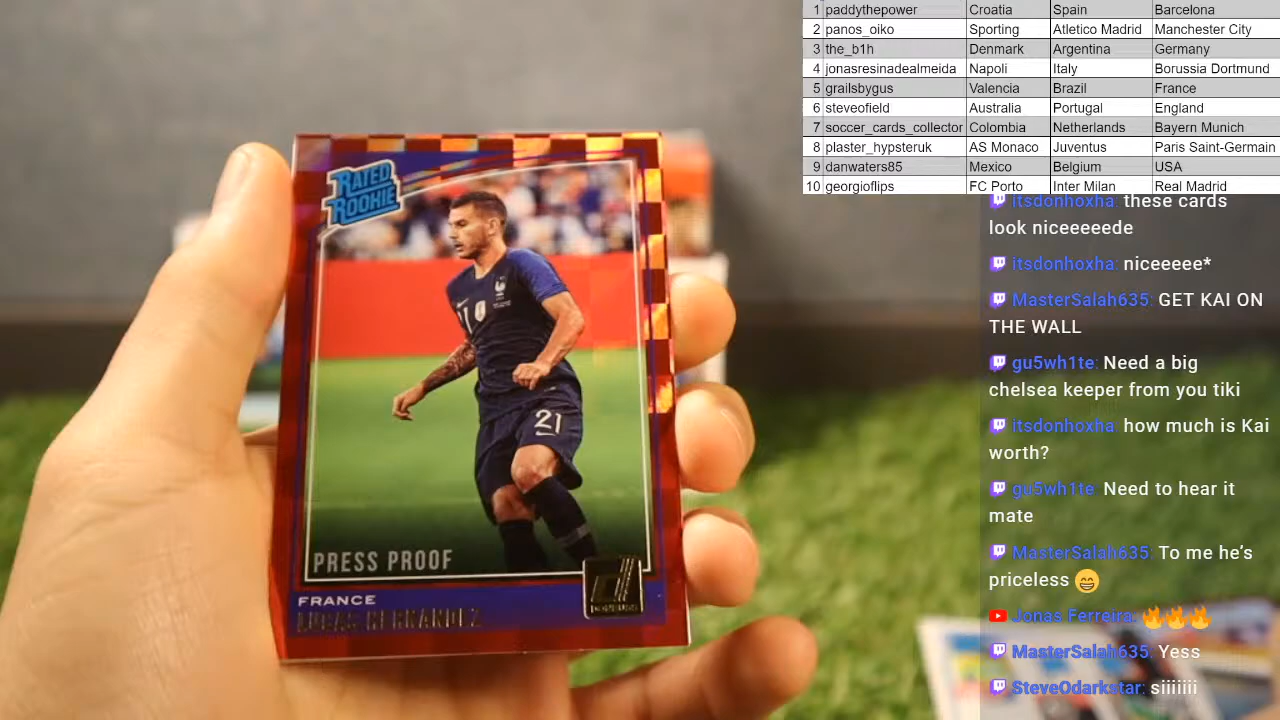 1 paddythepower Croatia Spain Barcelona
2 panos_oiko Sporting Atletico Madrid Manchester City
3 the_b1h Denmark Argentina Germany
4 jonasresinadealmeida Napoli Italy Borussia Dortmund
5 grailsbygus Valencia Brazil France
6 steveofield Australia Portugal England
7 soccer_cards_collector Colombia Netherlands Bayern Munich
8 plaster_hypsteruk AS Monaco Juventus Paris Saint-Germain
9 danwaters85 Mexico Belgium USA
10 georgioflips FC Porto Inter Milan Real Madrid
itsdonhoxha: these cards
look niceeeeede
itsdonhoxha: niceeeee*
MasterSalah635: GET KAI ON
THE WALL
gu5wh1te: Need a big
chelsea keeper from you tiki
itsdonhoxha: how much is Kai
worth?
gu5wh1te: Need to hear it
mate
MasterSalah635: To me he's
priceless 😄
Jonas Ferreira: 🔥🔥🔥
MasterSalah635: Yess
SteveOdarkstar: siiiiiii
RATED
ROOKIE
21
21
PRESS PROOF
DONRUSS
FRANCE
LUCAS HERNANDEZ